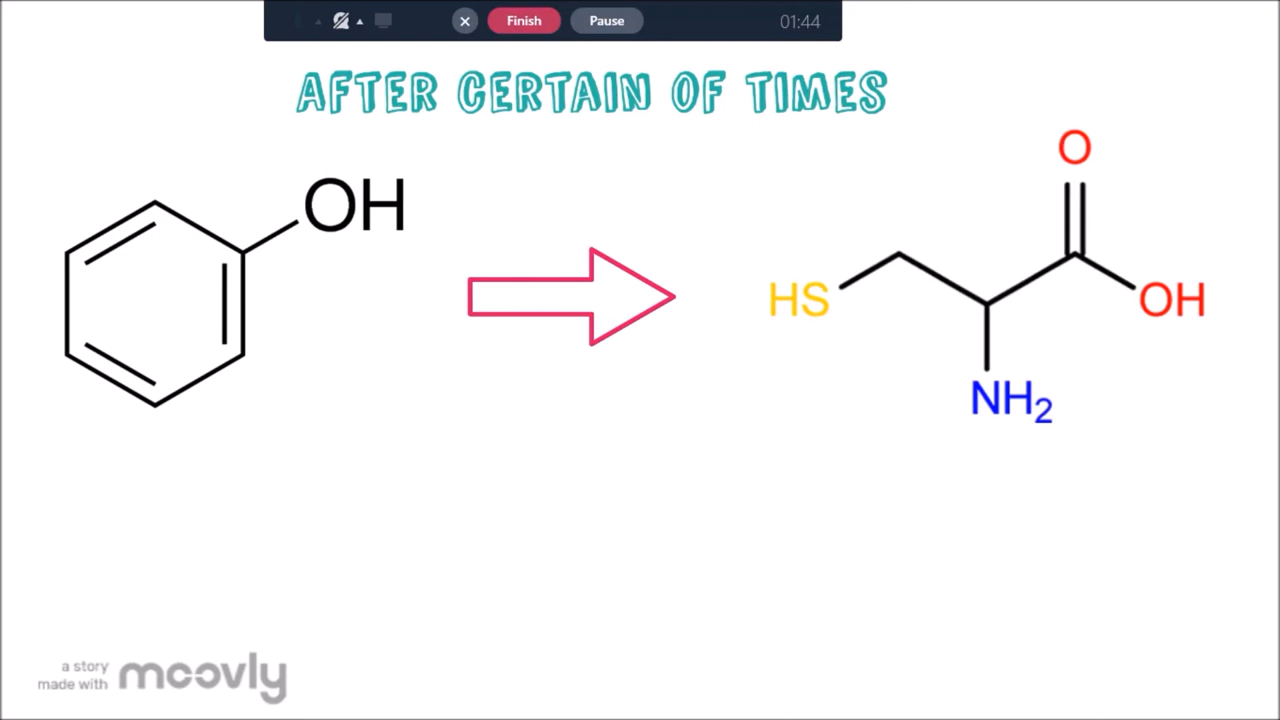 Finish Pause 01:44
AFTER CERTAIN OF TIMES
O
OH
HS
OH
NH2
a story
made with moovly